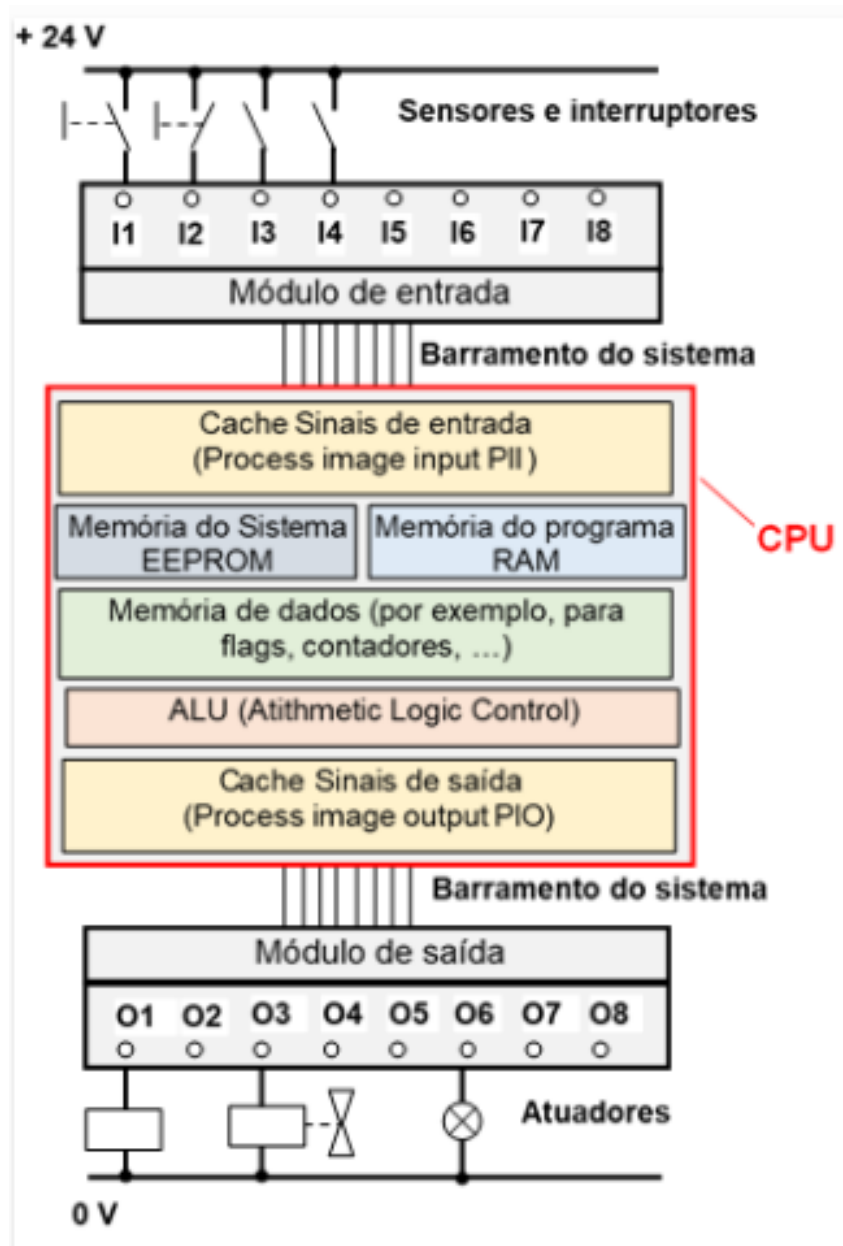 + 24 V
Sensores e interruptores
I1 I2 I3 I4 I5 I6 I7 I8
Módulo de entrada
Barramento do sistema
Cache Sinais de entrada
(Process image input PII )
CPU
Memória do Sistema
EEPROM
Memória do programa
RAM
Memória de dados (por exemplo, para
flags, contadores, ...)
ALU (Atithmetic Logic Control)
Cache Sinais de saída
(Process image output PIO)
Barramento do sistema
Módulo de saída
O1 O2 O3 O4 O5 O6 O7 O8
Atuadores
0 V